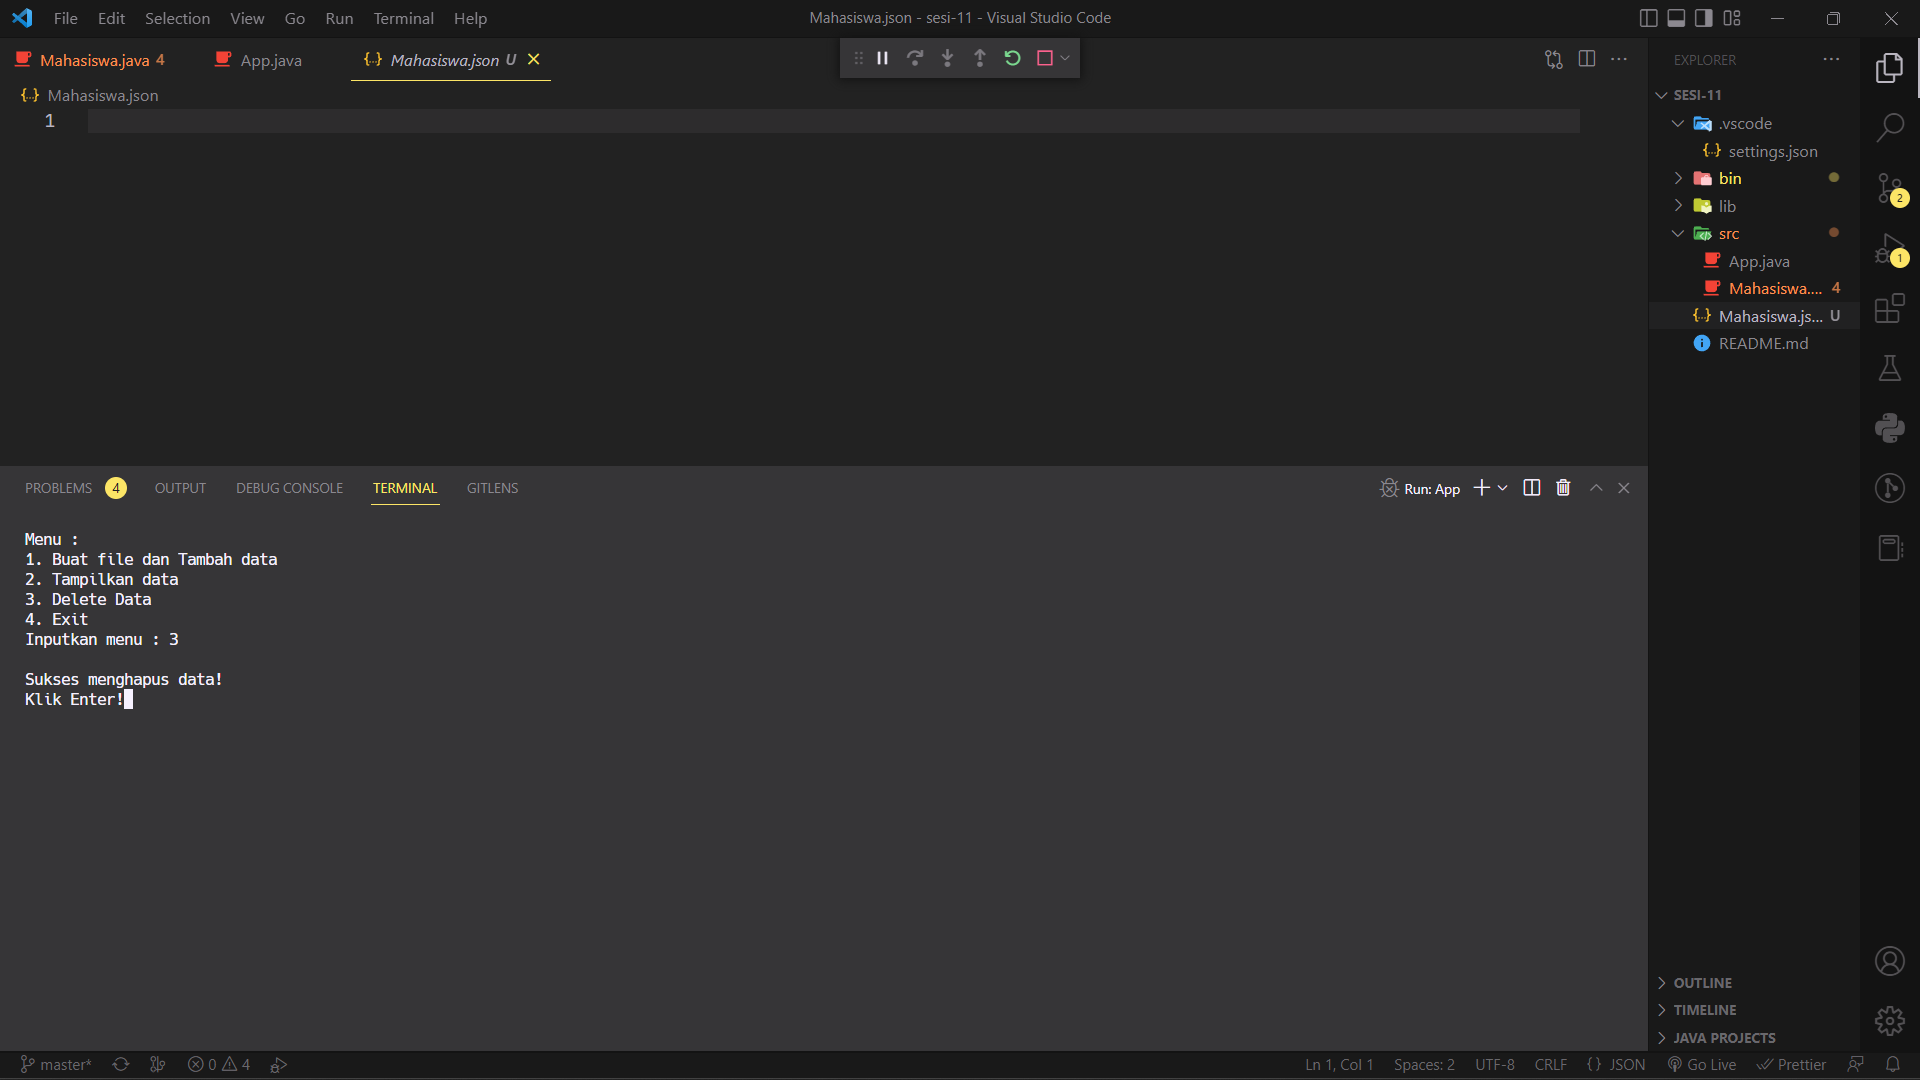 File Edit Selection View Go Run Terminal Help
Mahasiswa.json - sesi-11 - Visual Studio Code
Mahasiswa.java 4
App.java
Mahasiswa.json U
Mahasiswa.json
1
EXPLORER
SESI-11
.vscode
settings.json
bin
lib
src
App.java
Mahasiswa.... 4
Mahasiswa.js... U
README.md
2
1
PROBLEMS 4 OUTPUT DEBUG CONSOLE TERMINAL GITLENS
Run: App
Menu :
1. Buat file dan Tambah data
2. Tampilkan data
3. Delete Data
4. Exit
Inputkan menu : 3
Sukses menghapus data!
Klik Enter!
OUTLINE
TIMELINE
JAVA PROJECTS
master* 0 4
Ln 1, Col 1 Spaces: 2 UTF-8 CRLF {} JSON Go Live Prettier